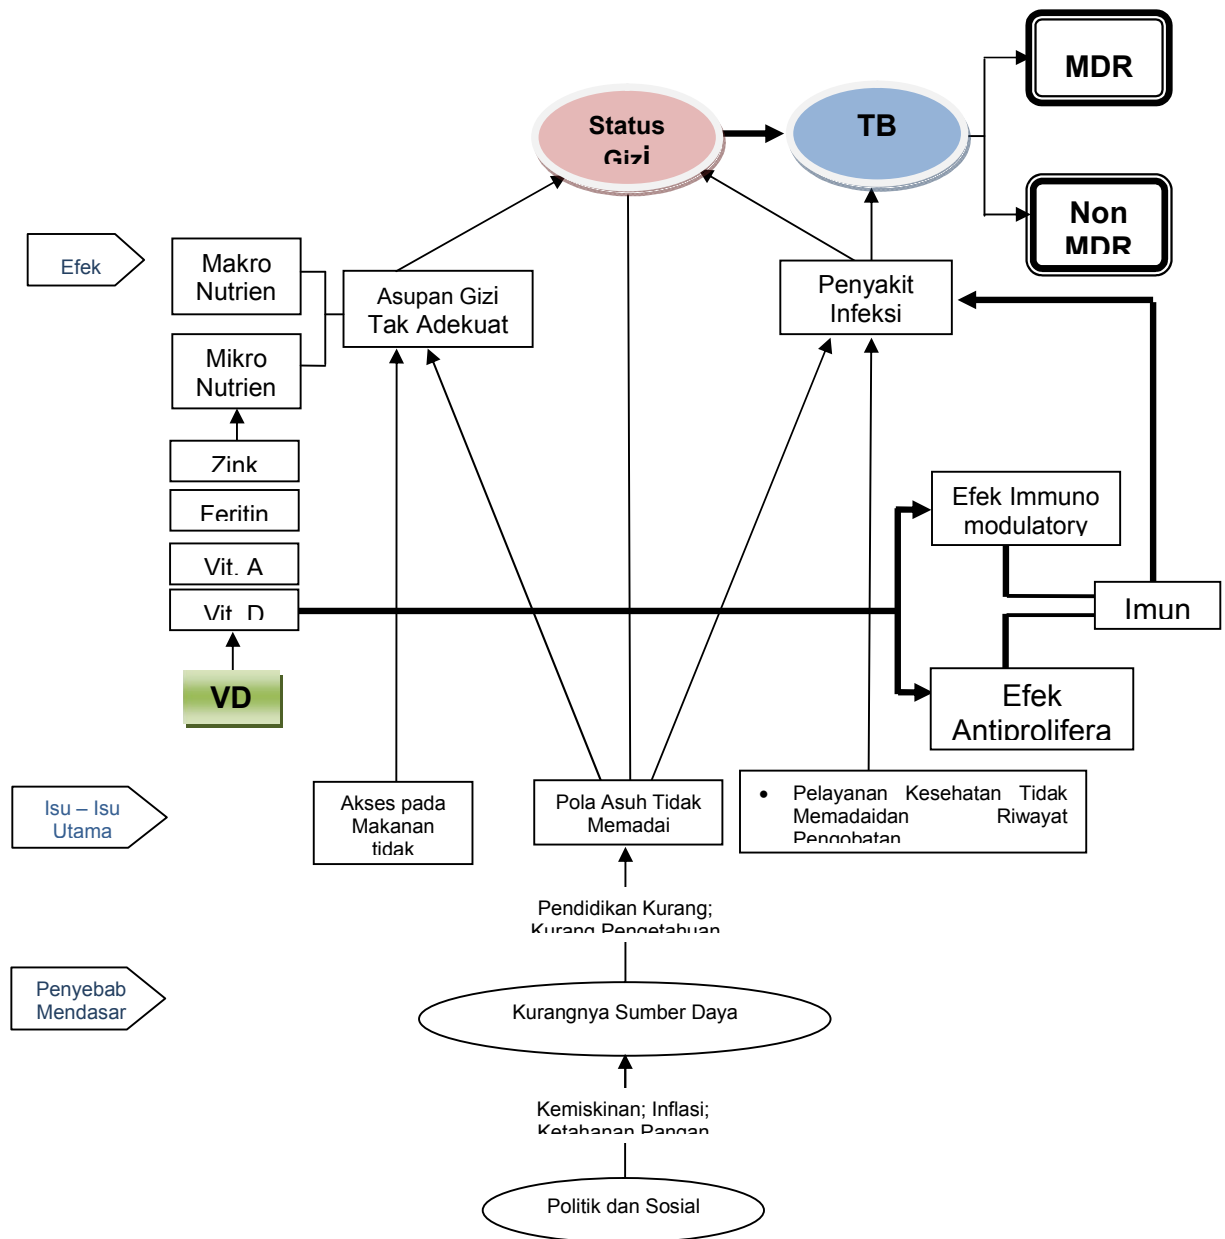 MDR
Status
Gizi
TB
Non
MDR
Efek
Makro
Nutrien
Asupan Gizi
Tak Adekuat
Penyakit
Infeksi
Mikro
Nutrien
Zink
Feritin
Vit. A
Vit. D
VD
Efek Immuno
modulatory
Imun
Efek
Antiprolifera
Isu – Isu
Utama
Akses pada
Makanan
tidak
Pola Asuh Tidak
Memadai
• Pelayanan Kesehatan Tidak
Memadaidan Riwayat
Pengobatan
Pendidikan Kurang;
Kurang Pengetahuan
Penyebab
Mendasar
Kurangnya Sumber Daya
Kemiskinan; Inflasi;
Ketahanan Pangan
Politik dan Sosial